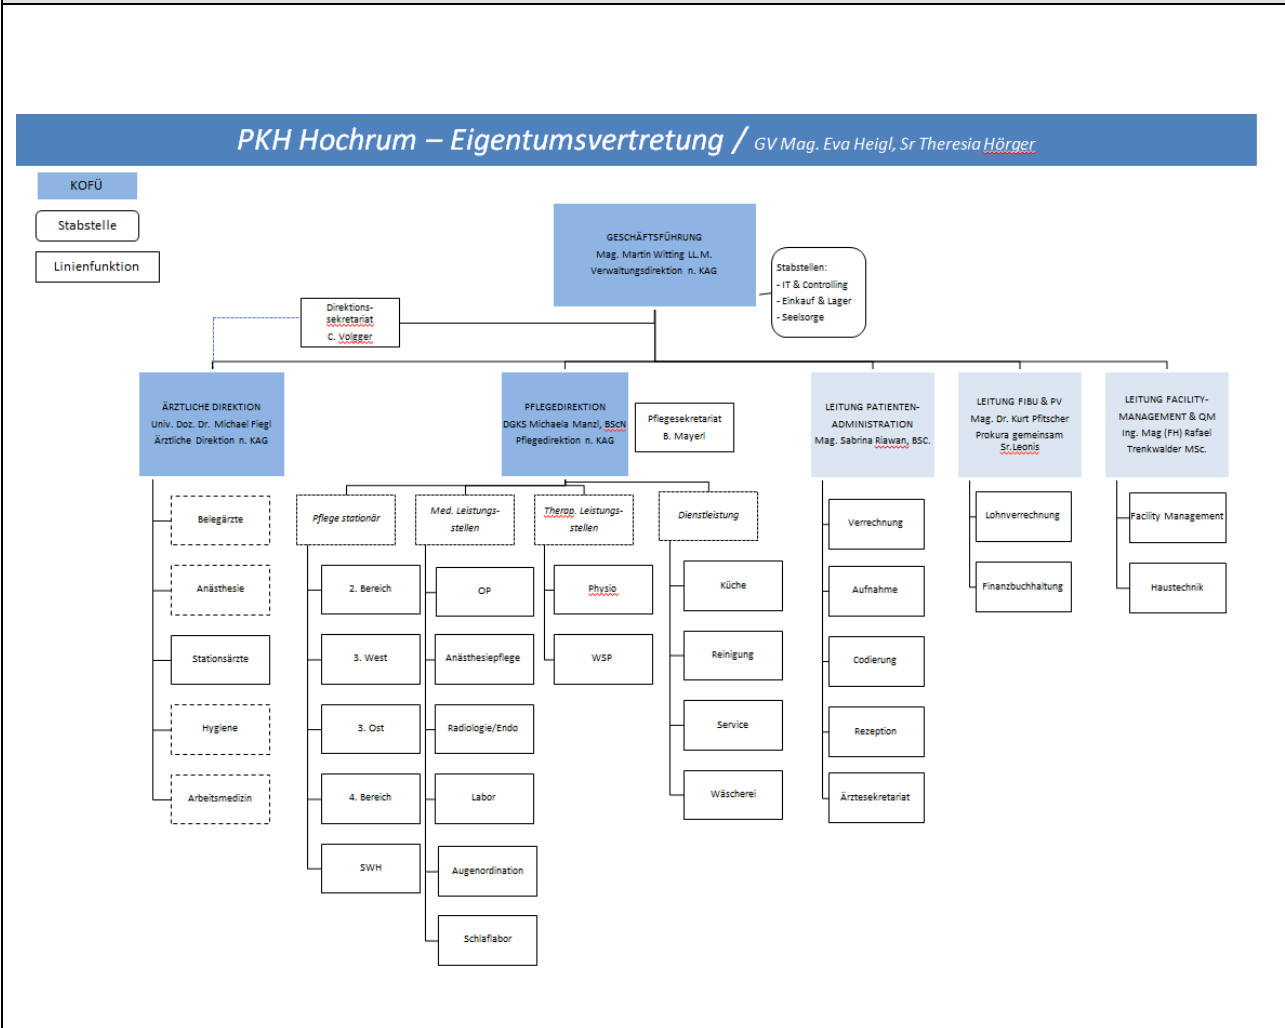 PKH Hochrum – Eigentumsvertretung / GV Mag. Eva Heigl, Sr Theresia Hörger
KOFÜ
Stabstelle
Linienfunktion
GESCHÄFTSFÜHRUNG
Mag. Martin Witting LL.M.
Verwaltungsdirektion n. KAG
Stabstellen:
- IT & Controlling
- Einkauf & Lager
- Seelsorge
Direktions-
sekretariat
C. Volgger
ÄRZTLICHE DIREKTION
Univ. Doz. Dr. Michael Fiegl
Ärztliche Direktion n. KAG
PFLEGEDIREKTION
DGKS Michaela Manzl, BScN
Pflegedirektion n. KAG
Pflegesekretariat
B. Mayerl
LEITUNG PATIENTEN-
ADMINISTRATION
Mag. Sabrina Riawan, BSC.
LEITUNG FIBU & PV
Mag. Dr. Kurt Pfitscher
Prokura gemeinsam
Sr.Leonis
LEITUNG FACILITY-
MANAGEMENT & QM
Ing. Mag (FH) Rafael
Trenkwalder MSc.
Belegärzte
Anästhesie
Stationsärzte
Hygiene
Arbeitsmedizin
Pflege stationär
2. Bereich
3. West
3. Ost
4. Bereich
SWH
Med. Leistungs-
stellen
OP
Anästhesiepflege
Radiologie/Endo
Labor
Augenordination
Schlaflabor
Therap. Leistungs-
stellen
Physio
WSP
Dienstleistung
Küche
Reinigung
Service
Wäscherei
Verrechnung
Aufnahme
Codierung
Rezeption
Ärztesekretariat
Lohnverrechnung
Finanzbuchhaltung
Facility Management
Haustechnik